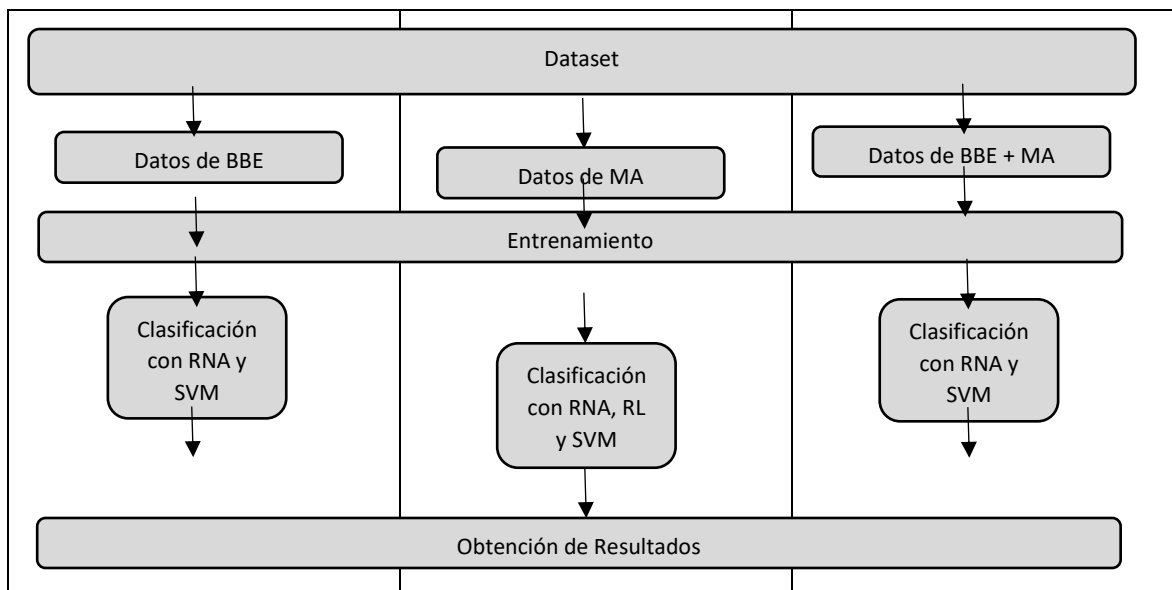 Dataset
Datos de BBE
Datos de MA
Datos de BBE + MA
Entrenamiento
Clasificación
con RNA y
SVM
Clasificación
con RNA, RL
y SVM
Clasificación
con RNA y
SVM
Obtención de Resultados